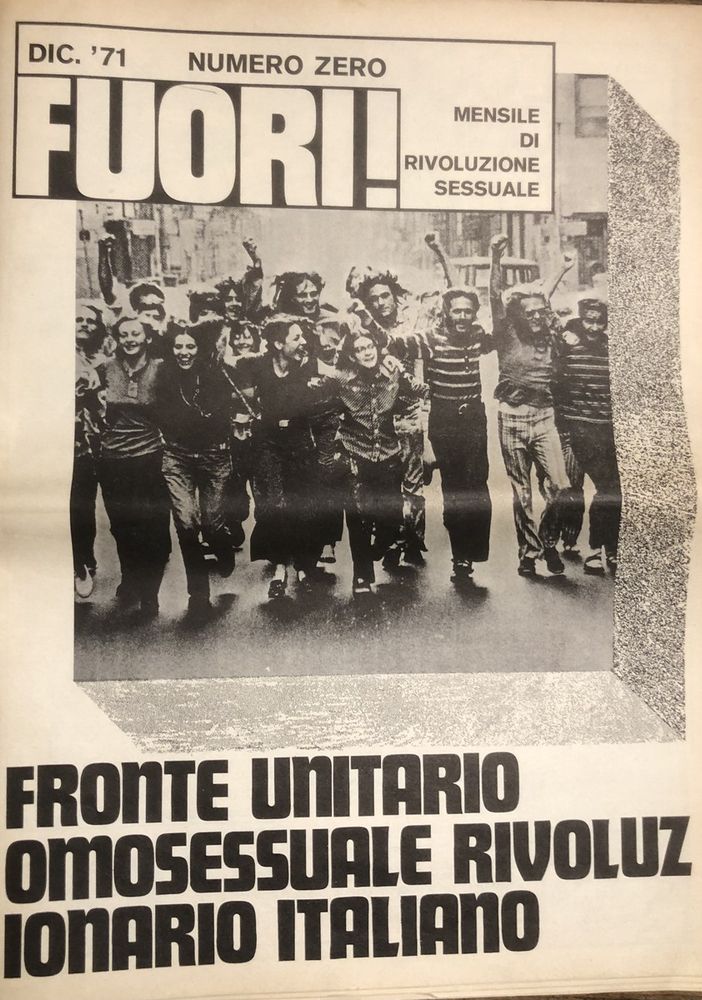 DIC. '71 NUMERO ZERO
FUORI!
MENSILE
DI
RIVOLUZIONE
SESSUALE
FRONTE UNITARIO
OMOSESSUALE RIVOLUZ
IONARIO ITALIANO